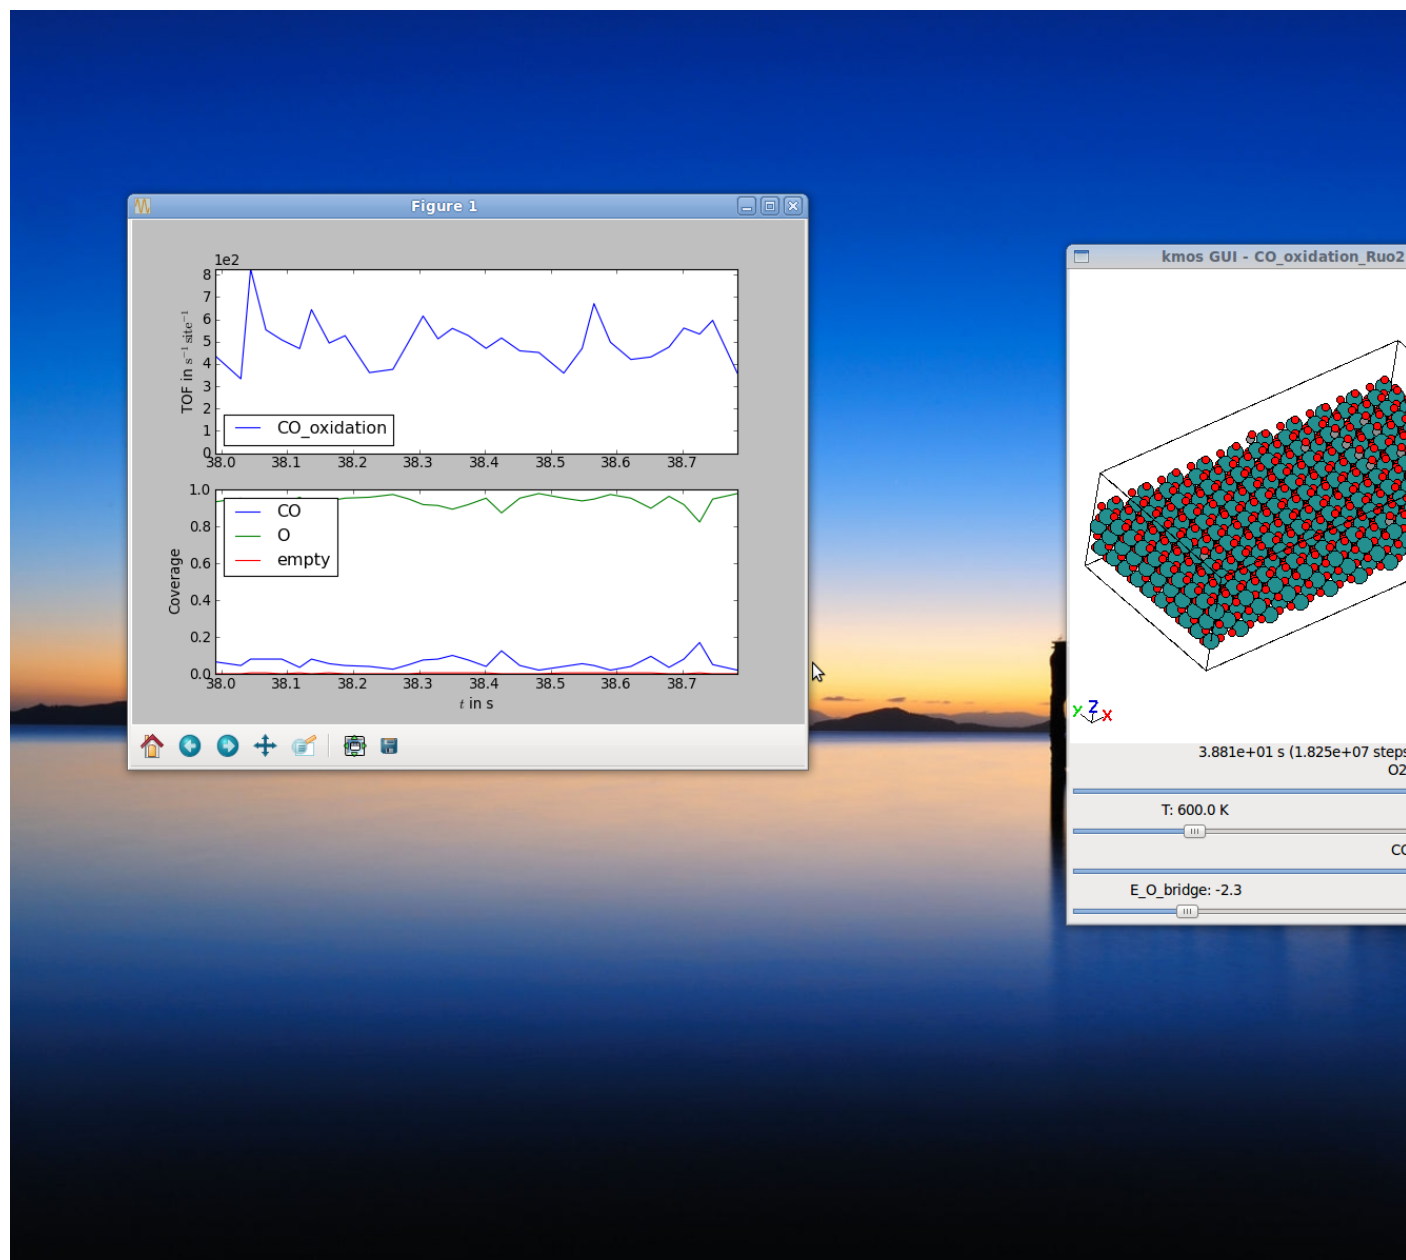 Figure 1
1e2
8
7
6
5
4
3
2
1
0
TOF in s⁻¹ site⁻¹
CO_oxidation
38.0 38.1 38.2 38.3 38.4 38.5 38.6 38.7
1.0
0.8
0.6
0.4
0.2
0.0
Coverage
CO
O
empty
38.0 38.1 38.2 38.3 38.4 38.5 38.6 38.7
t in s
kmos GUI - CO_oxidation_Ruo2
y z x
3.881e+01 s (1.825e+07 steps
O2
T: 600.0 K
CO
E_O_bridge: -2.3